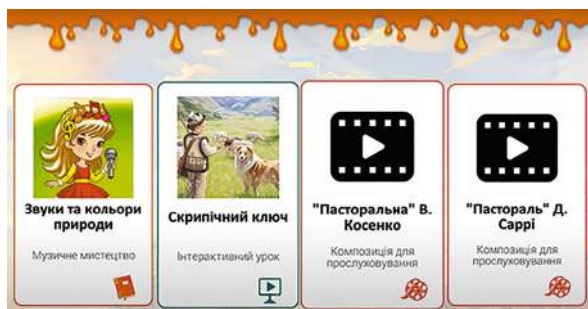 Звуки та кольори
природи
Музичне мистецтво
Скрипічний ключ
Інтерактивний урок
"Пасторальна" В.
Косенко
Композиція для
прослуховування
"Пастораль" Д.
Саррі
Композиція для
прослуховування